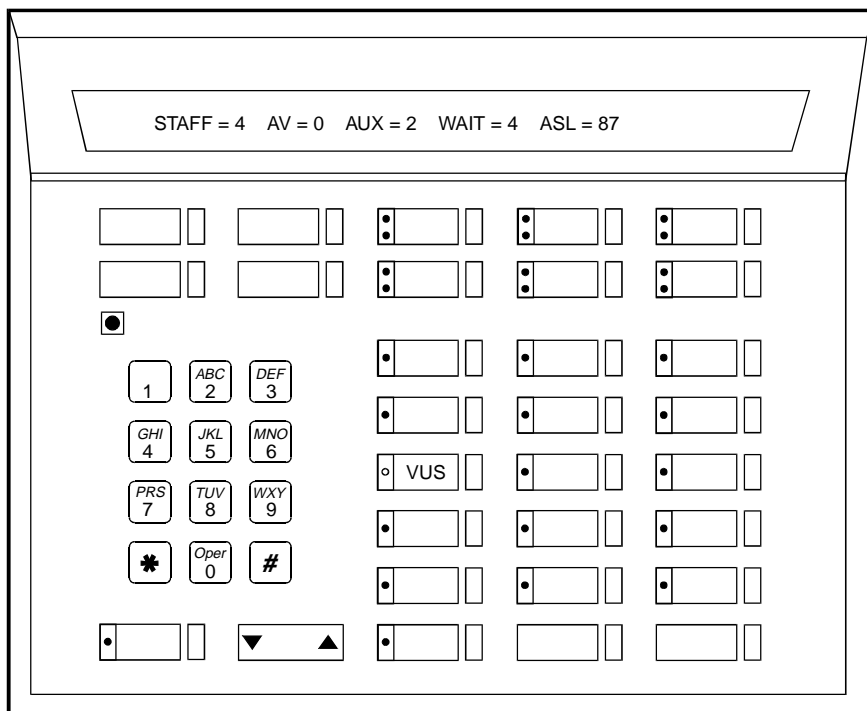 STAFF = 4 AV = 0 AUX = 2 WAIT = 4 ASL = 87
1 ABC 2 DEF 3
GHI 4 JKL 5 MNO 6
VUS
PRS 7 TUV 8 WXY 9
* Oper 0 #